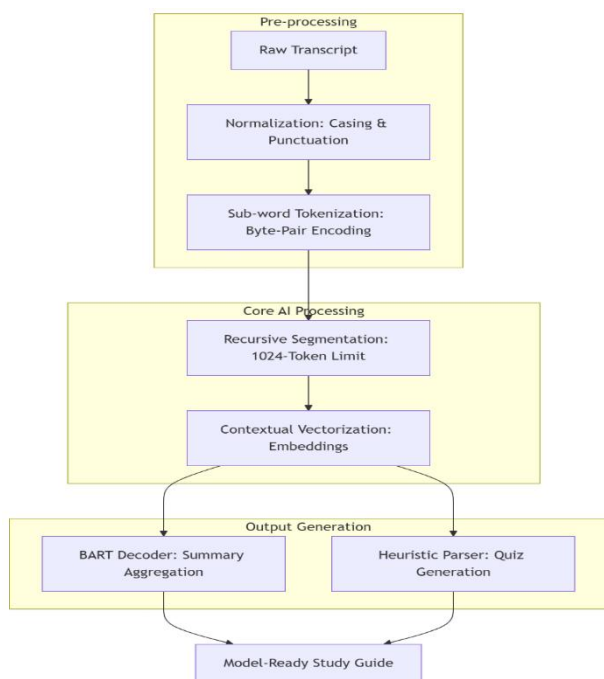 Pre-processing
Raw Transcript
Normalization: Casing &
Punctuation
Sub-word Tokenization:
Byte-Pair Encoding
Core AI Processing
Recursive Segmentation:
1024-Token Limit
Contextual Vectorization:
Embeddings
Output Generation
BART Decoder: Summary
Aggregation
Heuristic Parser: Quiz
Generation
Model-Ready Study Guide